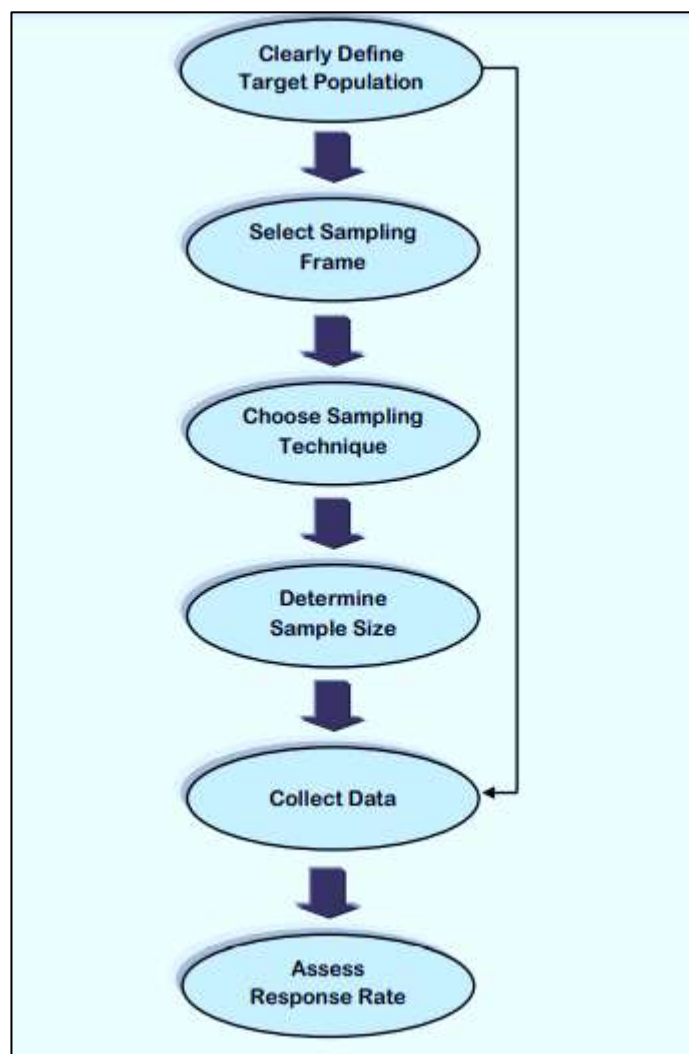 Clearly Define
Target Population
Select Sampling
Frame
Choose Sampling
Technique
Determine
Sample Size
Collect Data
Assess
Response Rate